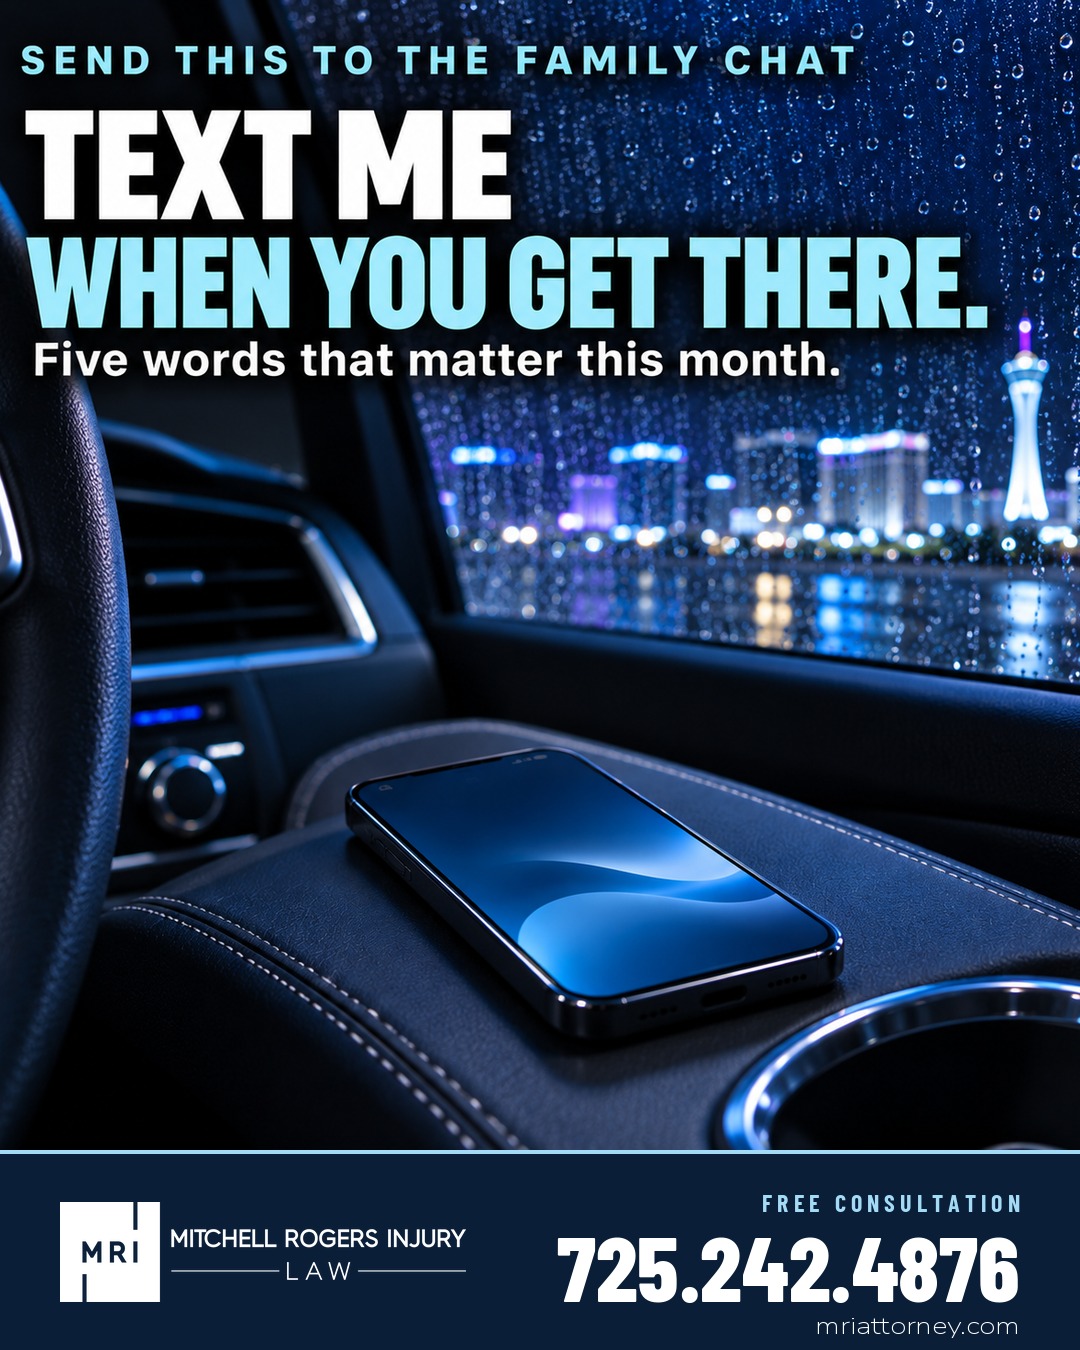 SEND THIS TO THE FAMILY CHAT
TEXT ME
WHEN YOU GET THERE.
Five words that matter this month.
MRI
MITCHELL ROGERS INJURY
LAW
FREE CONSULTATION
725.242.4876
mriattorney.com